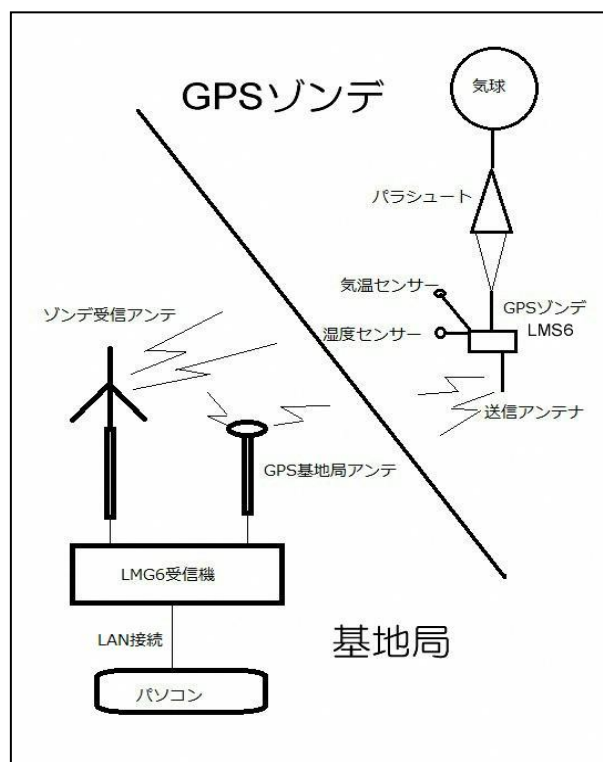 GPSゾンデ
気球
パラシュート
気温センサー
GPSゾンデ
LMS6
湿度センサー
送信アンテナ
ゾンデ受信アンテ
GPS基地局アンテ
LMG6受信機
LAN接続
基地局
パソコン